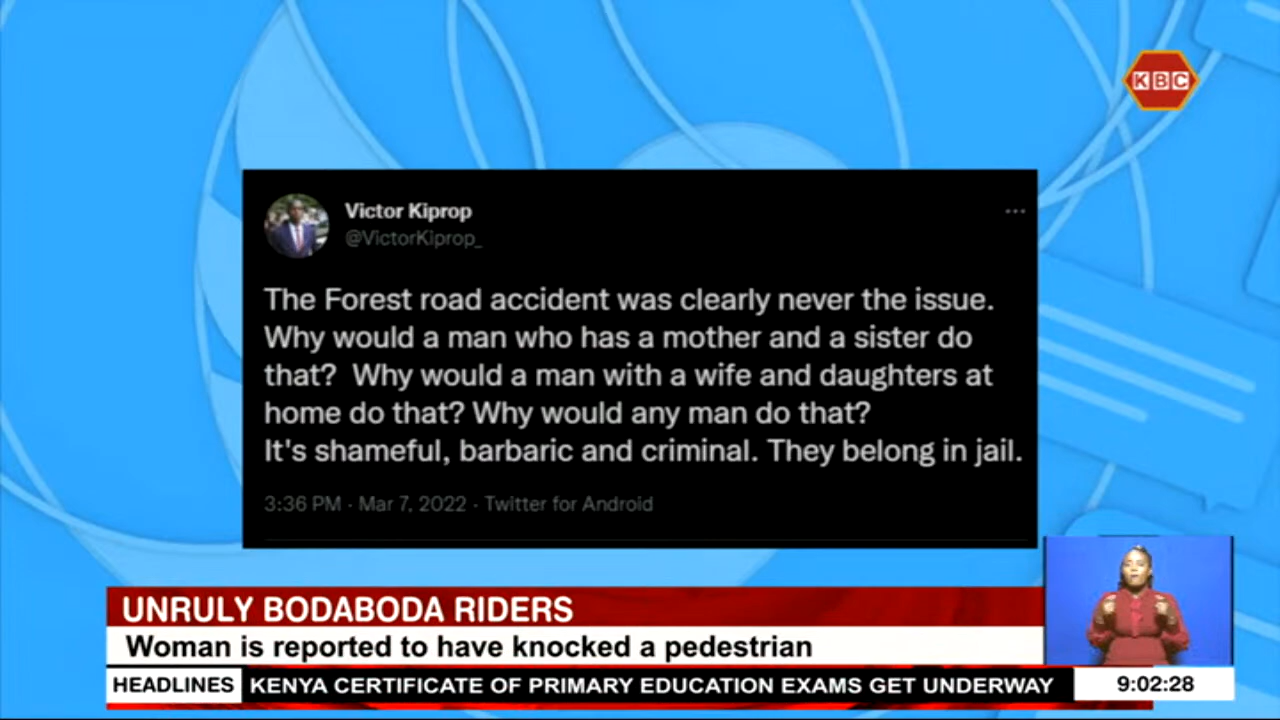 KBC
Victor Kiprop
@VictorKiprop_
The Forest road accident was clearly never the issue.
Why would a man who has a mother and a sister do
that?  Why would a man with a wife and daughters at
home do that? Why would any man do that?
It's shameful, barbaric and criminal. They belong in jail.
3:36 PM · Mar 7, 2022 · Twitter for Android
UNRULY BODABODA RIDERS
Woman is reported to have knocked a pedestrian
HEADLINES KENYA CERTIFICATE OF PRIMARY EDUCATION EXAMS GET UNDERWAY 9:02:28